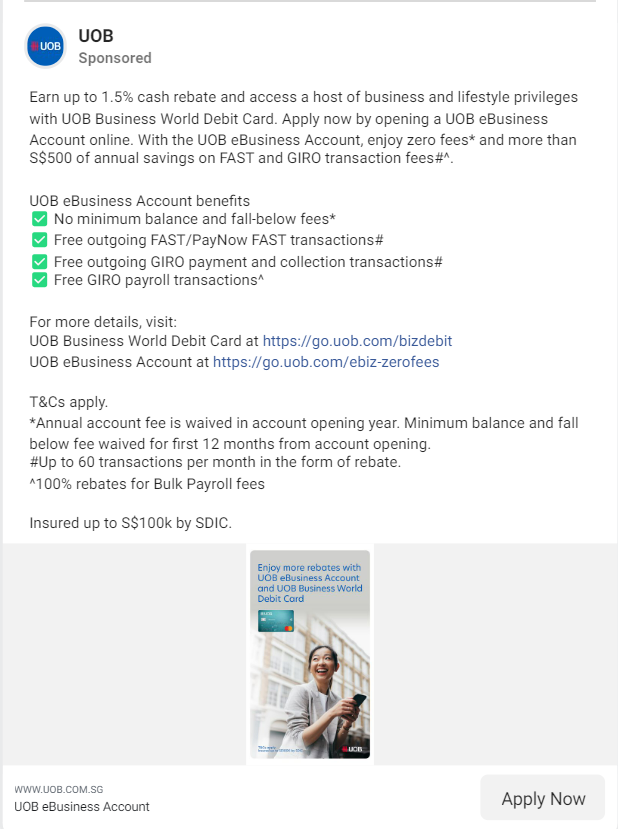 UOB
UOB
Sponsored
Earn up to 1.5% cash rebate and access a host of business and lifestyle privileges
with UOB Business World Debit Card. Apply now by opening a UOB eBusiness
Account online. With the UOB eBusiness Account, enjoy zero fees* and more than
S$500 of annual savings on FAST and GIRO transaction fees#^.
UOB eBusiness Account benefits
✅ No minimum balance and fall-below fees*
✅ Free outgoing FAST/PayNow FAST transactions#
✅ Free outgoing GIRO payment and collection transactions#
✅ Free GIRO payroll transactions^
For more details, visit:
UOB Business World Debit Card at https://go.uob.com/bizdebit
UOB eBusiness Account at https://go.uob.com/ebiz-zerofees
T&Cs apply.
*Annual account fee is waived in account opening year. Minimum balance and fall
below fee waived for first 12 months from account opening.
#Up to 60 transactions per month in the form of rebate.
^100% rebates for Bulk Payroll fees
Insured up to S$100k by SDIC.
Enjoy more rebates with
UOB eBusiness Account
and UOB Business World
Debit Card
UOB
WWW.UOB.COM.SG
UOB eBusiness Account
Apply Now